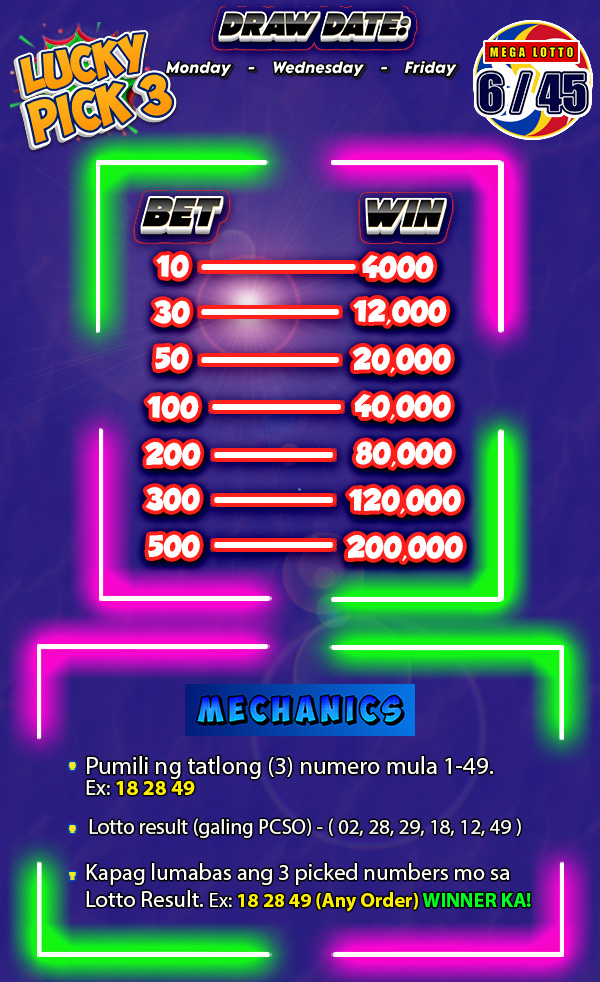 LUCKY
PICK 3
DRAW DATE:
Monday - Wednesday - Friday
MEGA LOTTO
6/45
BET WIN
10 4000
30 12,000
50 20,000
100 40,000
200 80,000
300 120,000
500 200,000
MECHANICS
Pumili ng tatlong (3) numero mula 1-49.
Ex: 18 28 49
Lotto result (galing PCSO) - ( 02, 28, 29, 18, 12, 49 )
Kapag lumabas ang 3 picked numbers mo sa
Lotto Result. Ex: 18 28 49 (Any Order) WINNER KA!